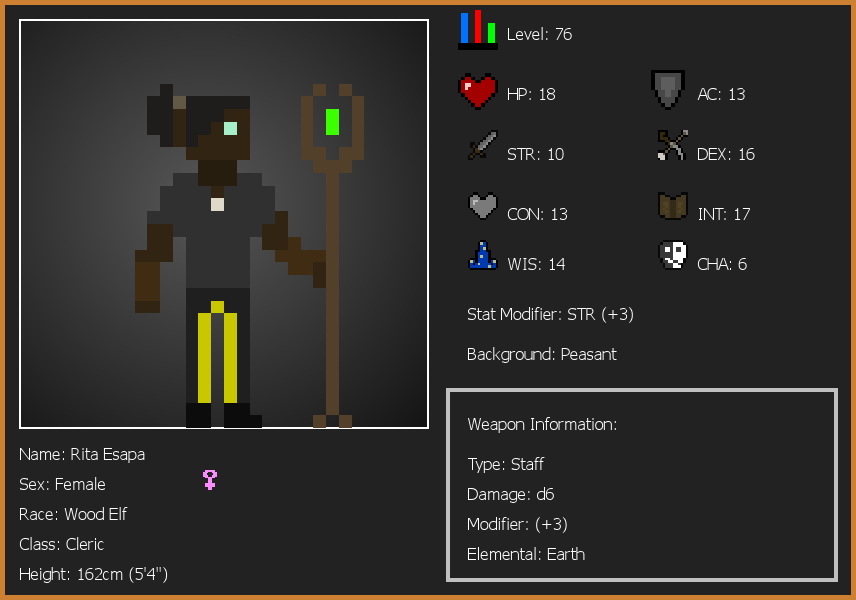 Level: 76
HP: 18
AC: 13
STR: 10
DEX: 16
CON: 13
INT: 17
WIS: 14
CHA: 6
Stat Modifier: STR (+3)
Background: Peasant
Weapon Information:
Type: Staff
Damage: d6
Modifier: (+3)
Elemental: Earth
Name: Rita Esapa
Sex: Female
Race: Wood Elf
Class: Cleric
Height: 162cm (5'4")